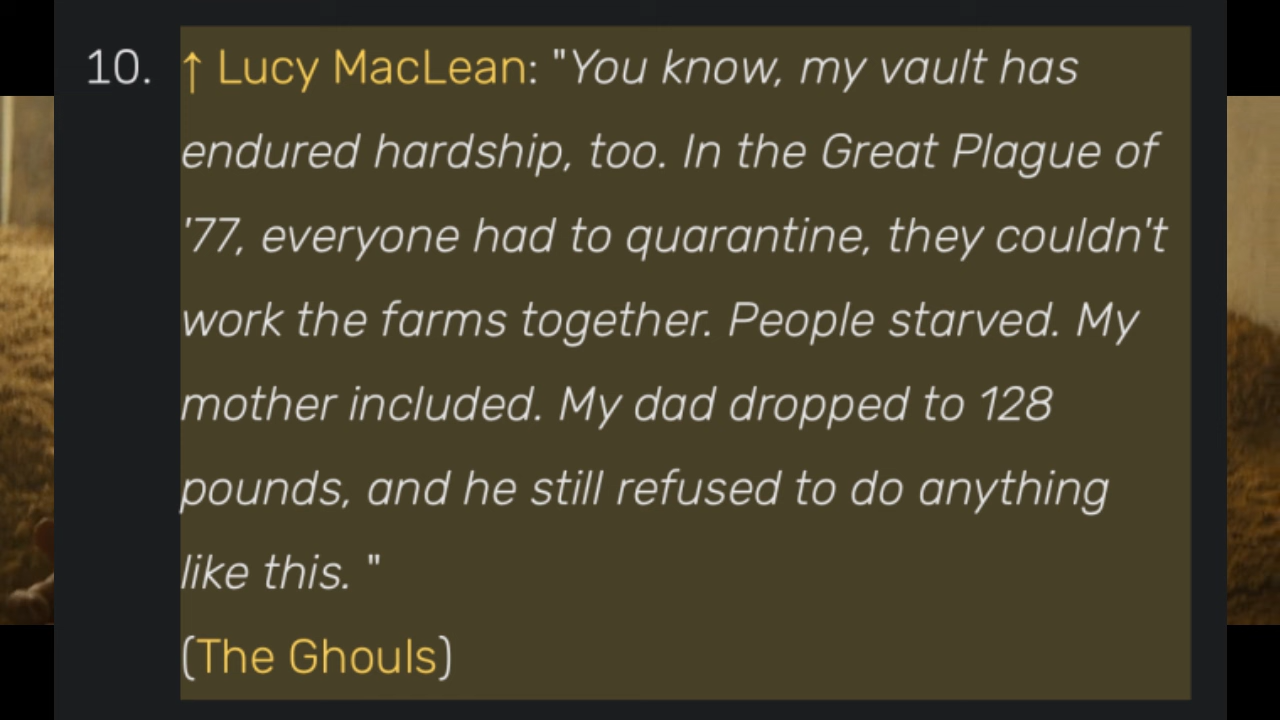 10. ↑ Lucy MacLean: "You know, my vault has
endured hardship, too. In the Great Plague of
'77, everyone had to quarantine, they couldn't
work the farms together. People starved. My
mother included. My dad dropped to 128
pounds, and he still refused to do anything
like this. "
(The Ghouls)